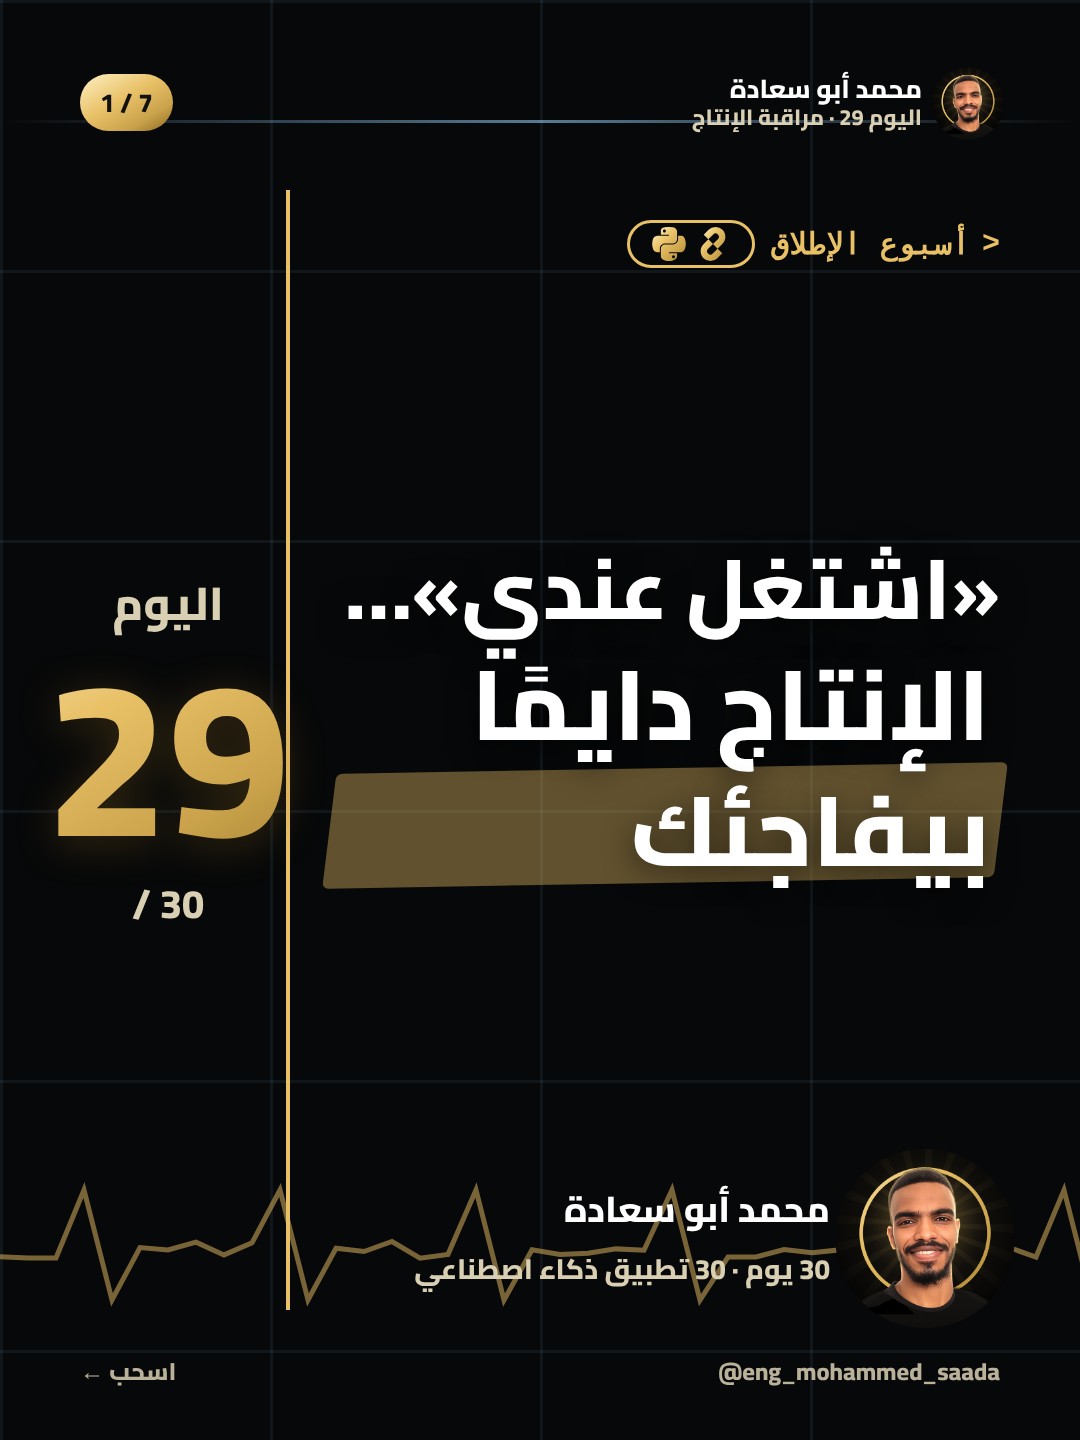 محمد أبو سعادة
اليوم 29 · مراقبة الإنتاج
1 / 7
> أسبوع الإطلاق
«اشتغل عندي»...
الإنتاج دايمًا
بيفاجئك
اليوم
29
/ 30
محمد أبو سعادة
30 يوم · 30 تطبيق ذكاء اصطناعي
@eng_mohammed_saada
اسحب ←